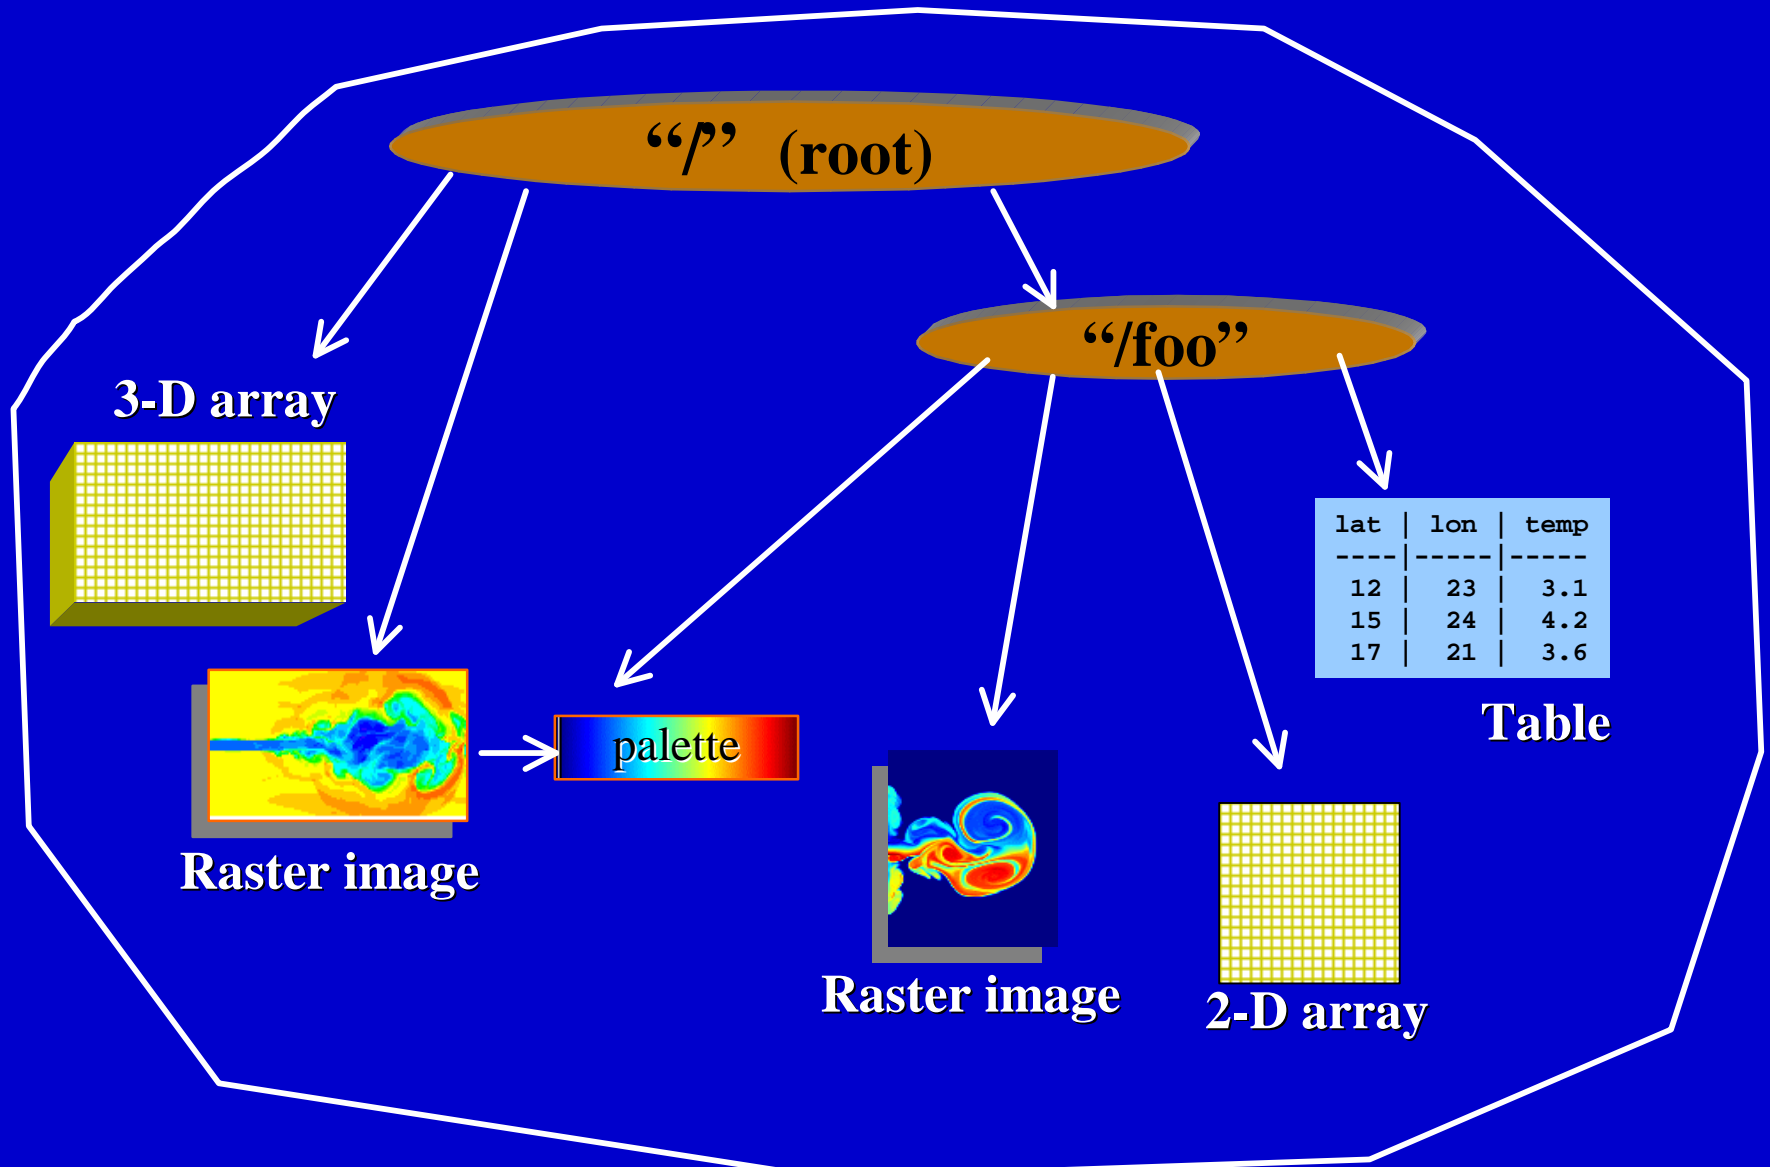 “/” (root)
“/foo”
3-D array
lat | lon | temp
----|-----|-----
12 | 23 | 3.1
15 | 24 | 4.2
17 | 21 | 3.6
Table
palette
Raster image
Raster image
2-D array